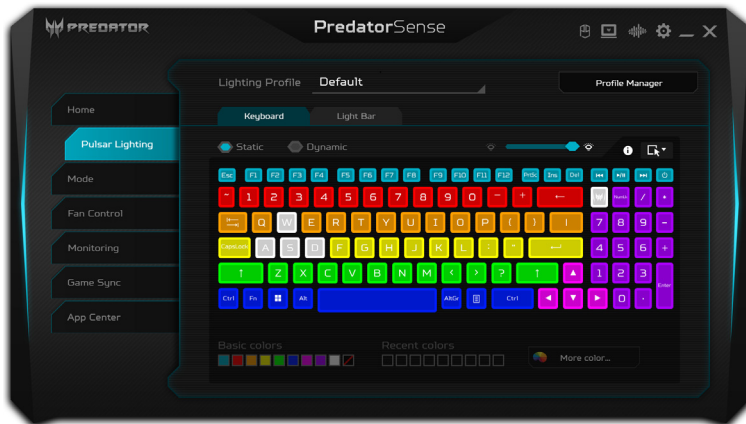 PREDATOR
PredatorSense
Lighting Profile Default
Profile Manager
Home
Pulsar Lighting
Mode
Fan Control
Monitoring
Game Sync
App Center
Keyboard Light Bar
Static Dynamic
Esc F1 F2 F3 F4 F5 F6 F7 F8 F9 F10 F11 F12 PrtSc Ins Del
1 2 3 4 5 6 7 8 9 0 - + ← NumLk / *
Q W E R T Y U I O P ( ) \ 7 8 9 -
CapsLock A S D F G H J K L : " 4 5 6 +
↑ Z X C V B N M < > ? ↑ ▲ 1 2 3 Enter
Ctrl Fn Alt AltGr Ctrl ◀ ▼ ▶ 0 .
Basic colors Recent colors
More color...